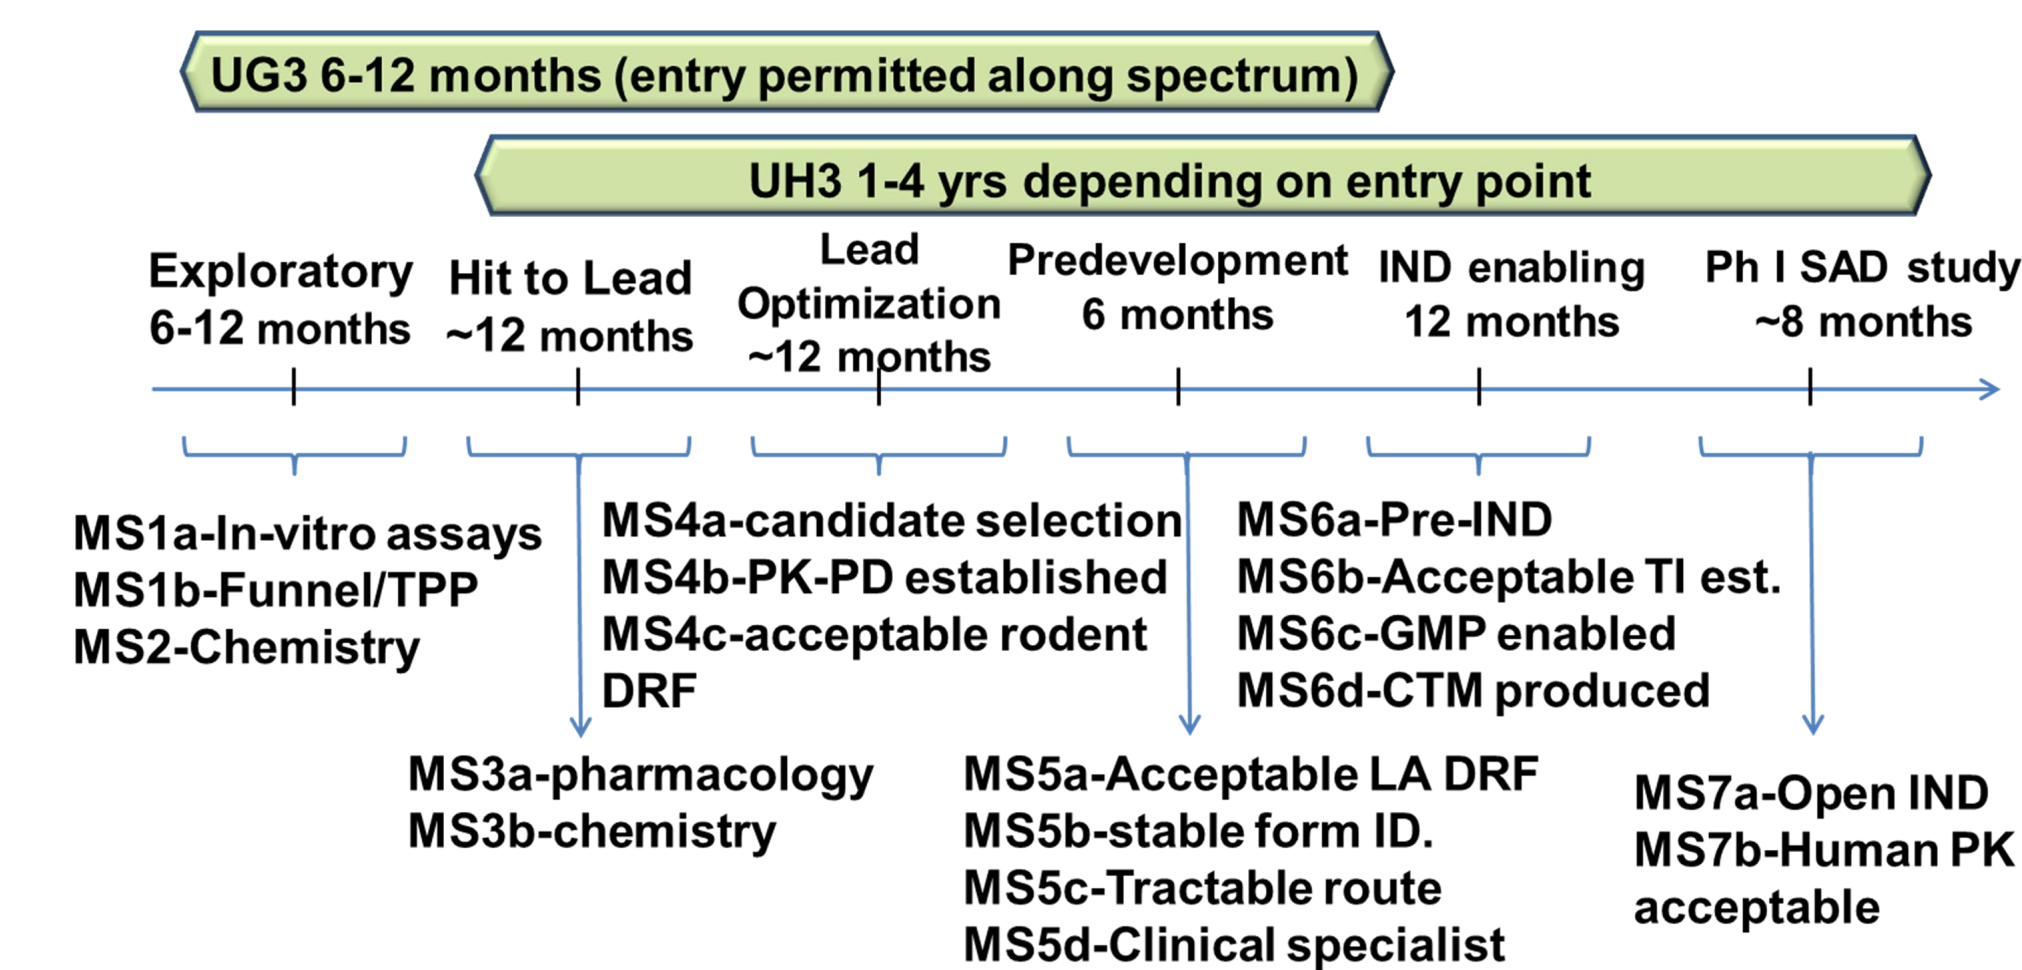 UG3 6-12 months (entry permitted along spectrum)
UH3 1-4 yrs depending on entry point
Exploratory
6-12 months
Hit to Lead
~12 months
Lead
Optimization
~12 months
Predevelopment
6 months
IND enabling
12 months
Ph I SAD study
~8 months
MS1a-In-vitro assays
MS1b-Funnel/TPP
MS2-Chemistry
MS3a-pharmacology
MS3b-chemistry
MS4a-candidate selection
MS4b-PK-PD established
MS4c-acceptable rodent
DRF
MS5a-Acceptable LA DRF
MS5b-stable form ID.
MS5c-Tractable route
MS5d-Clinical specialist
MS6a-Pre-IND
MS6b-Acceptable TI est.
MS6c-GMP enabled
MS6d-CTM produced
MS7a-Open IND
MS7b-Human PK
acceptable